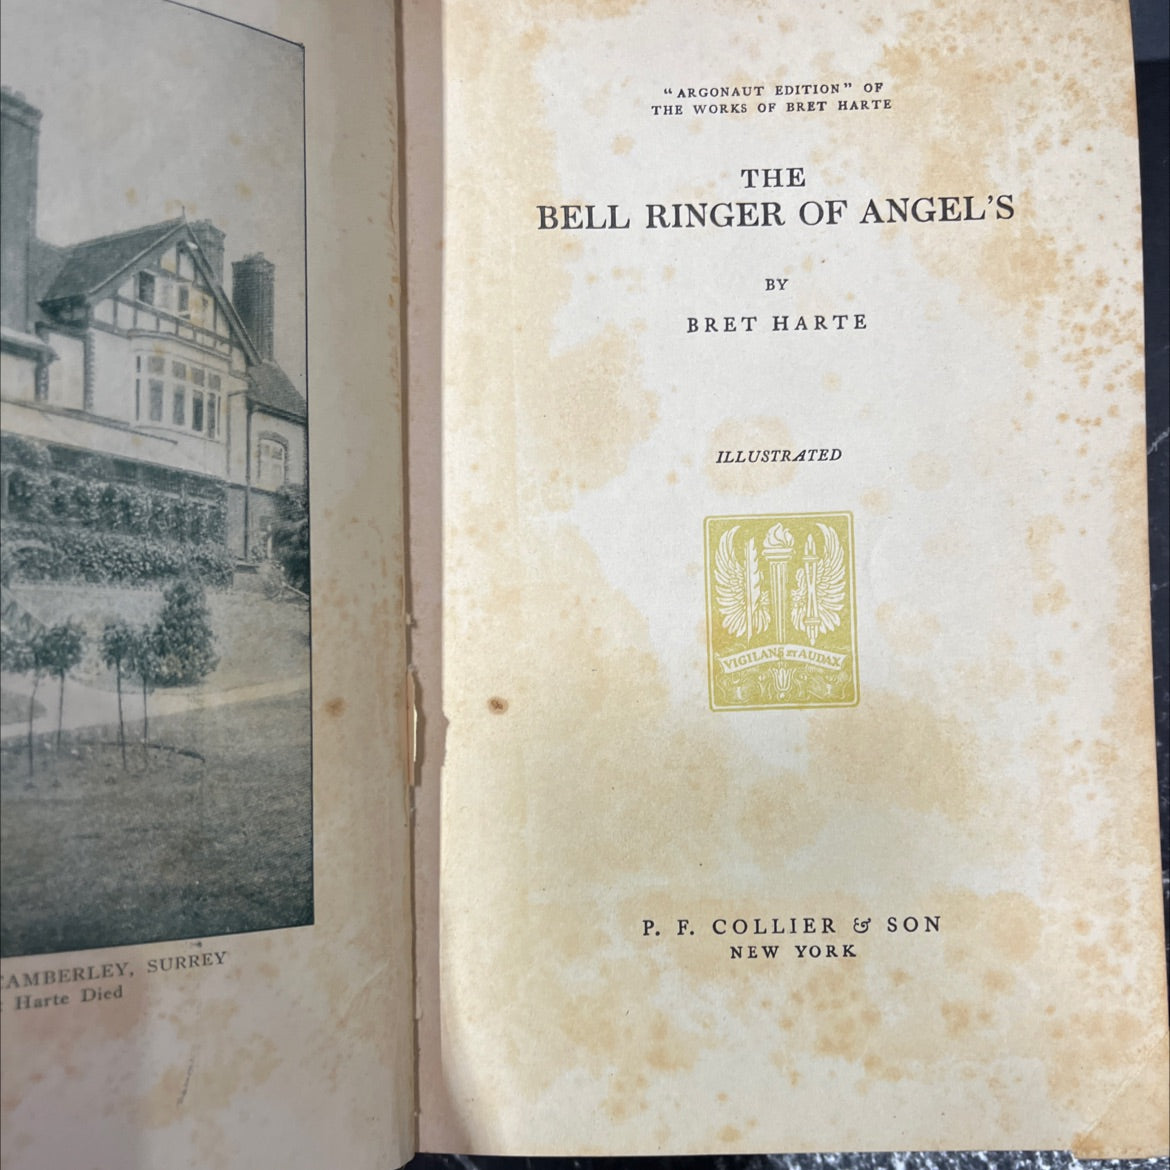 AMBERLEY, SURREY
Harte Died
"ARGONAUT EDITION" OF
THE WORKS OF BRET HARTE
THE
BELL RINGER OF ANGEL'S
BY
BRET HARTE
ILLUSTRATED
VIGILANS ET AUDAX
P. F. COLLIER & SON
NEW YORK